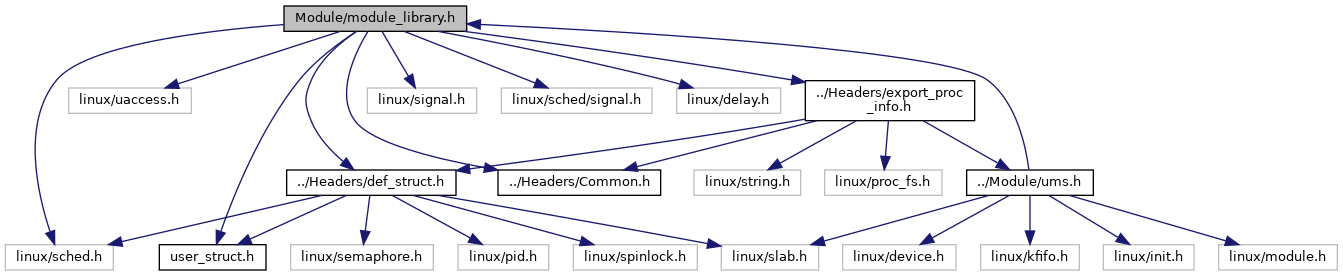 Module/module_library.h
linux/uaccess.h
linux/signal.h
linux/sched/signal.h
linux/delay.h
../Headers/export_proc
_info.h
../Headers/def_struct.h
../Headers/Common.h
linux/string.h
linux/proc_fs.h
../Module/ums.h
linux/sched.h
user_struct.h
linux/semaphore.h
linux/pid.h
linux/spinlock.h
linux/slab.h
linux/device.h
linux/kfifo.h
linux/init.h
linux/module.h